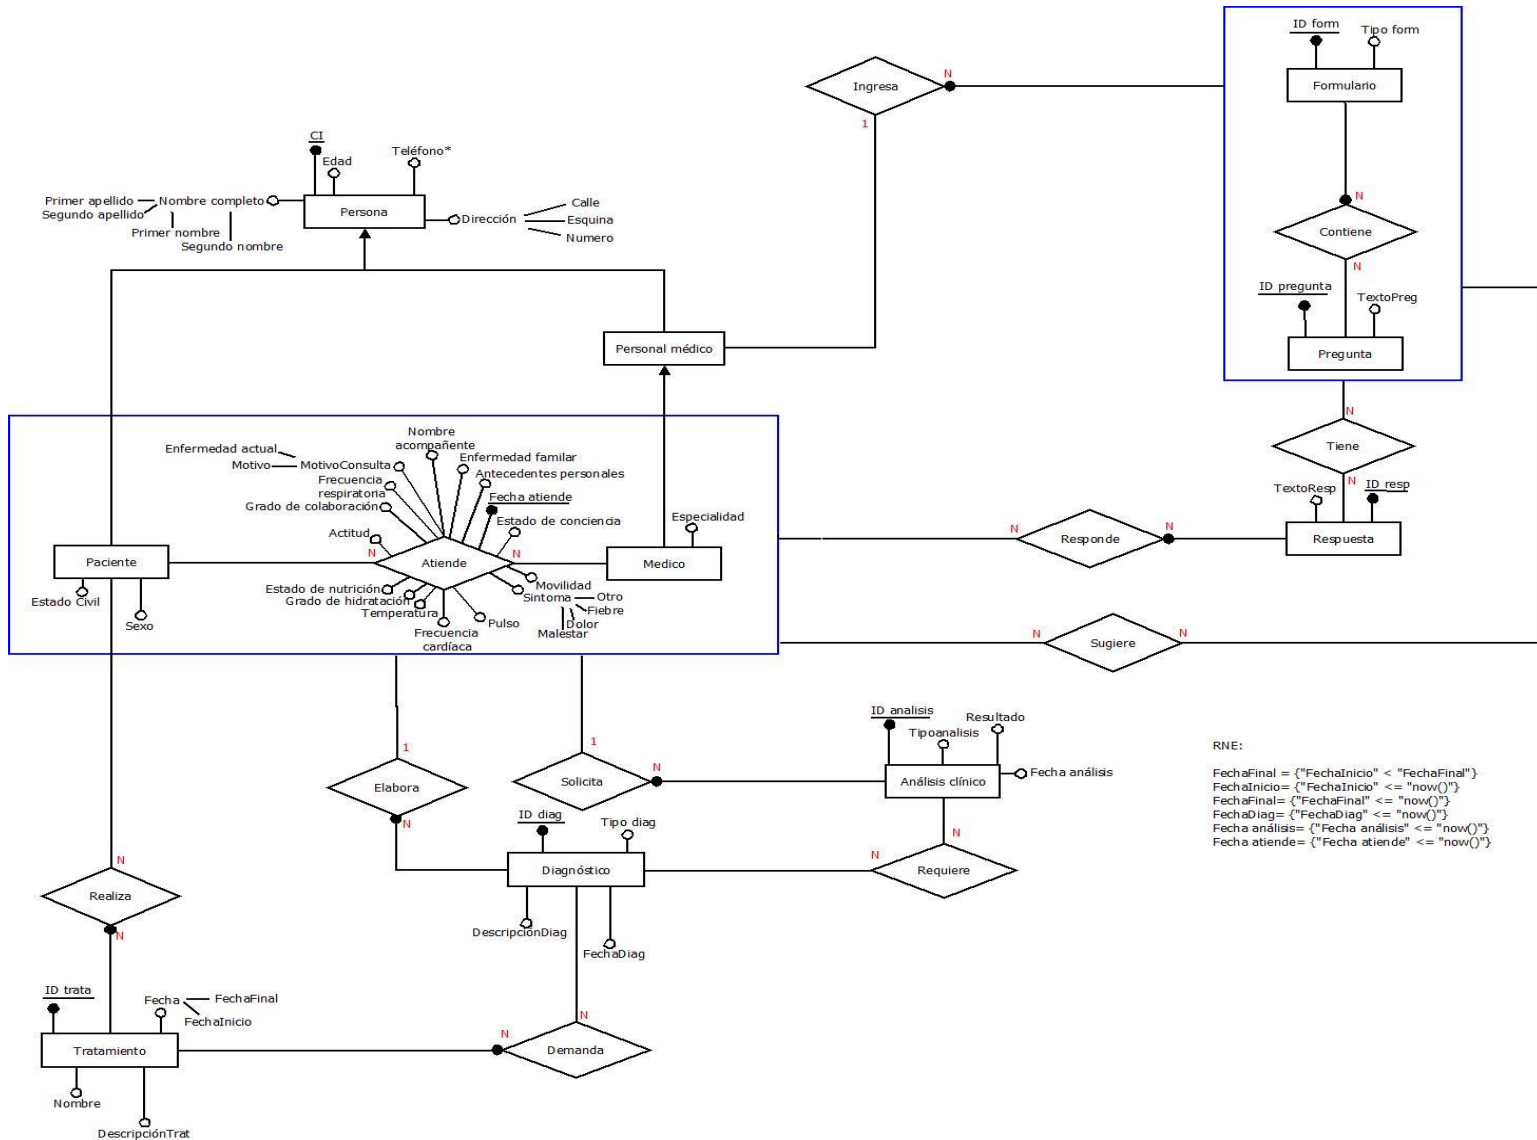 ID form
Tipo form
Formulario
N
Ingresa
1
N
Contiene
N
ID pregunta
TextoPreg
Pregunta
CI
Edad
Teléfono*
Primer apellido
Nombre completo
Segundo apellido
Primer nombre
Segundo nombre
Persona
Dirección
Calle
Esquina
Numero
Personal médico
N
Tiene
N
TextoResp
ID resp
Respuesta
Nombre
acompañente
Enfermedad actual
Motivo
MotivoConsulta
Enfermedad familar
Antecedentes personales
Frecuencia
respiratoria
Grado de colaboración
Fecha atiende
Estado de conciencia
Actitud
Especialidad
Paciente
N
Atiende
N
Medico
N
Responde
N
Estado Civil
Sexo
Estado de nutrición
Grado de hidratación
Temperatura
Frecuencia
cardíaca
Pulso
Movilidad
Sintoma
Otro
Fiebre
Dolor
Malestar
N
Sugiere
N
1
Elabora
N
1
Solicita
N
ID analisis
Tipoanalisis
Resultado
Análisis clínico
Fecha análisis
RNE:
FechaFinal = {"FechaInicio" < "FechaFinal"}
FechaInicio= {"FechaInicio" <= "now()"}
FechaFinal= {"FechaFinal" <= "now()"}
FechaDiag= {"FechaDiag" <= "now()"}
Fecha análisis= {"Fecha análisis" <= "now()"}
Fecha atiende= {"Fecha atiende" <= "now()"}
ID diag
Tipo diag
Diagnóstico
N
Requiere
N
DescripciónDiag
FechaDiag
N
Realiza
N
ID trata
Fecha
FechaFinal
FechaInicio
Tratamiento
N
Demanda
N
Nombre
DescripciónTrat